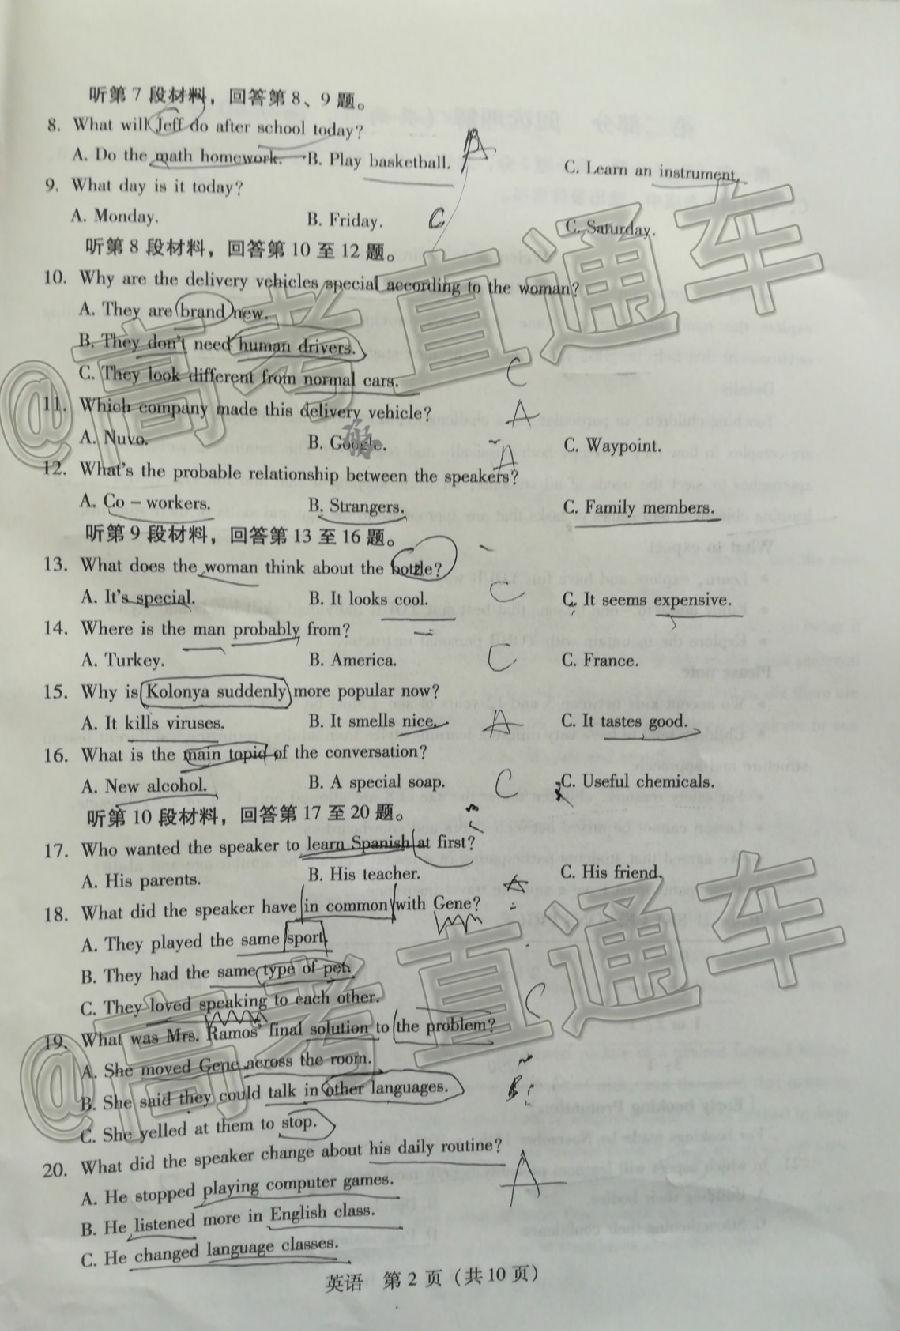 听第7段材料，回答第8、9题。
8. What will Jeff do after school today?
A. Do the math homework. B. Play basketball. C. Learn an instrument.
A
9. What day is it today?
A. Monday. B. Friday. C. Saturday.
C
听第8段材料，回答第10至12题。
10. Why are the delivery vehicles special according to the woman?
A. They are brand new.
B. They don't need human drivers.
C. They look different from normal cars.
C
11. Which company made this delivery vehicle?
A
A. Nuvo. B. Google. C. Waypoint.
A
12. What's the probable relationship between the speakers?
A. Co-workers. B. Strangers. C. Family members.
听第9段材料，回答第13至16题。
13. What does the woman think about the bottle?
A. It's special. B. It looks cool. C. It seems expensive.
C
14. Where is the man probably from?
A. Turkey. B. America. C. France.
C
15. Why is Kolonya suddenly more popular now?
A. It kills viruses. B. It smells nice. C. It tastes good.
A
16. What is the main topic of the conversation?
A. New alcohol. B. A special soap. C. Useful chemicals.
C
听第10段材料，回答第17至20题。
17. Who wanted the speaker to learn Spanish at first?
A. His parents. B. His teacher. C. His friend.
A
18. What did the speaker have in common with Gene?
A. They played the same sport.
B. They had the same type of pet.
C. They loved speaking to each other.
C
19. What was Mrs. Ramos' final solution to the problem?
A. She moved Gene across the room.
B. She said they could talk in other languages.
B
C. She yelled at them to stop.
20. What did the speaker change about his daily routine?
A
A. He stopped playing computer games.
B. He listened more in English class.
C. He changed language classes.
英语 第2页（共10页）
@高考直通车
@高考直通车